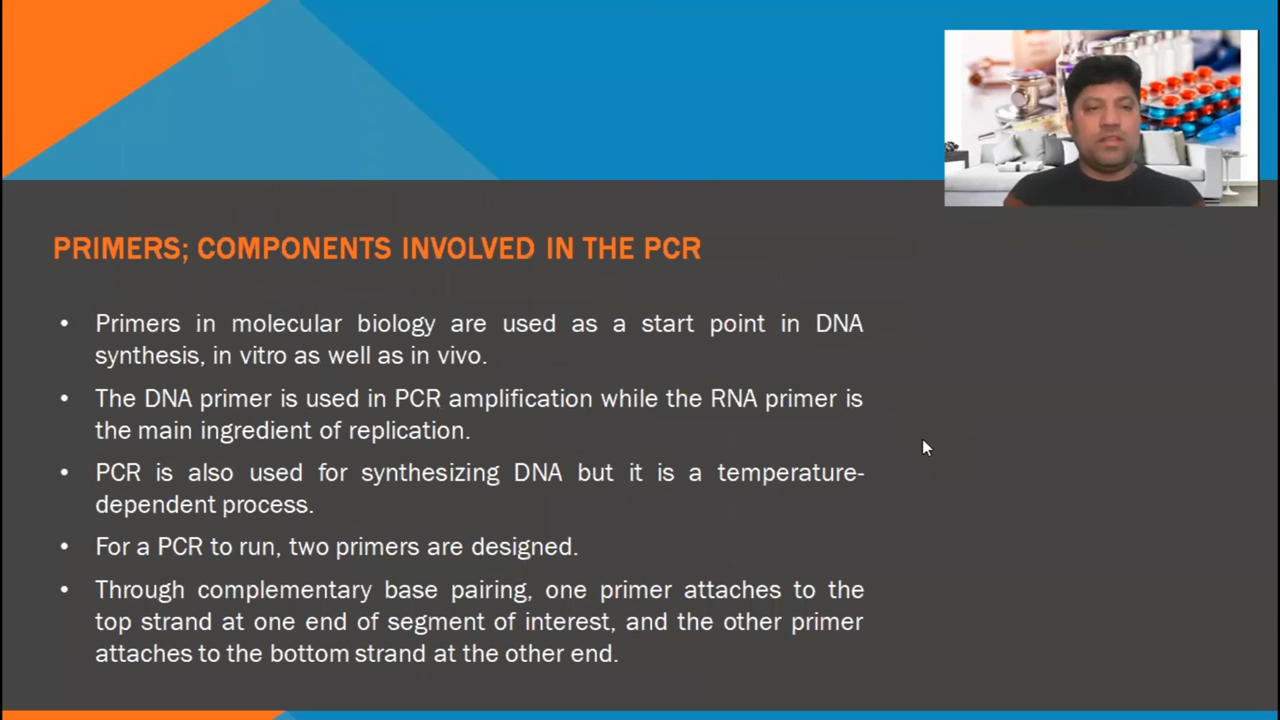 PRIMERS; COMPONENTS INVOLVED IN THE PCR
• Primers in molecular biology are used as a start point in DNA
synthesis, in vitro as well as in vivo.
• The DNA primer is used in PCR amplification while the RNA primer is
the main ingredient of replication.
• PCR is also used for synthesizing DNA but it is a temperature-
dependent process.
• For a PCR to run, two primers are designed.
• Through complementary base pairing, one primer attaches to the
top strand at one end of segment of interest, and the other primer
attaches to the bottom strand at the other end.